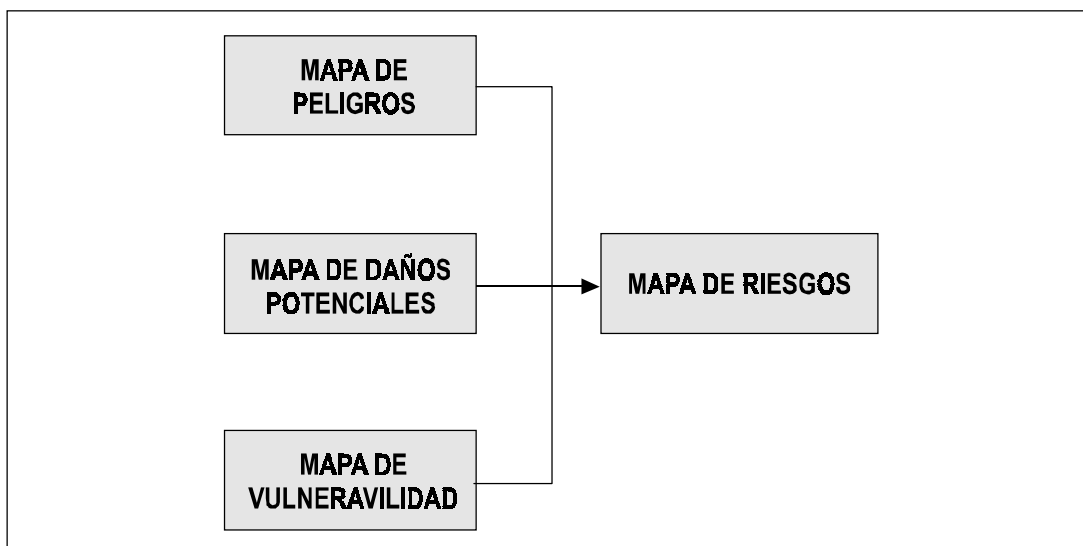 MAPA DE
PELIGROS
MAPA DE DAÑOS
POTENCIALES
MAPA DE RIESGOS
MAPA DE
VULNERAVILIDAD